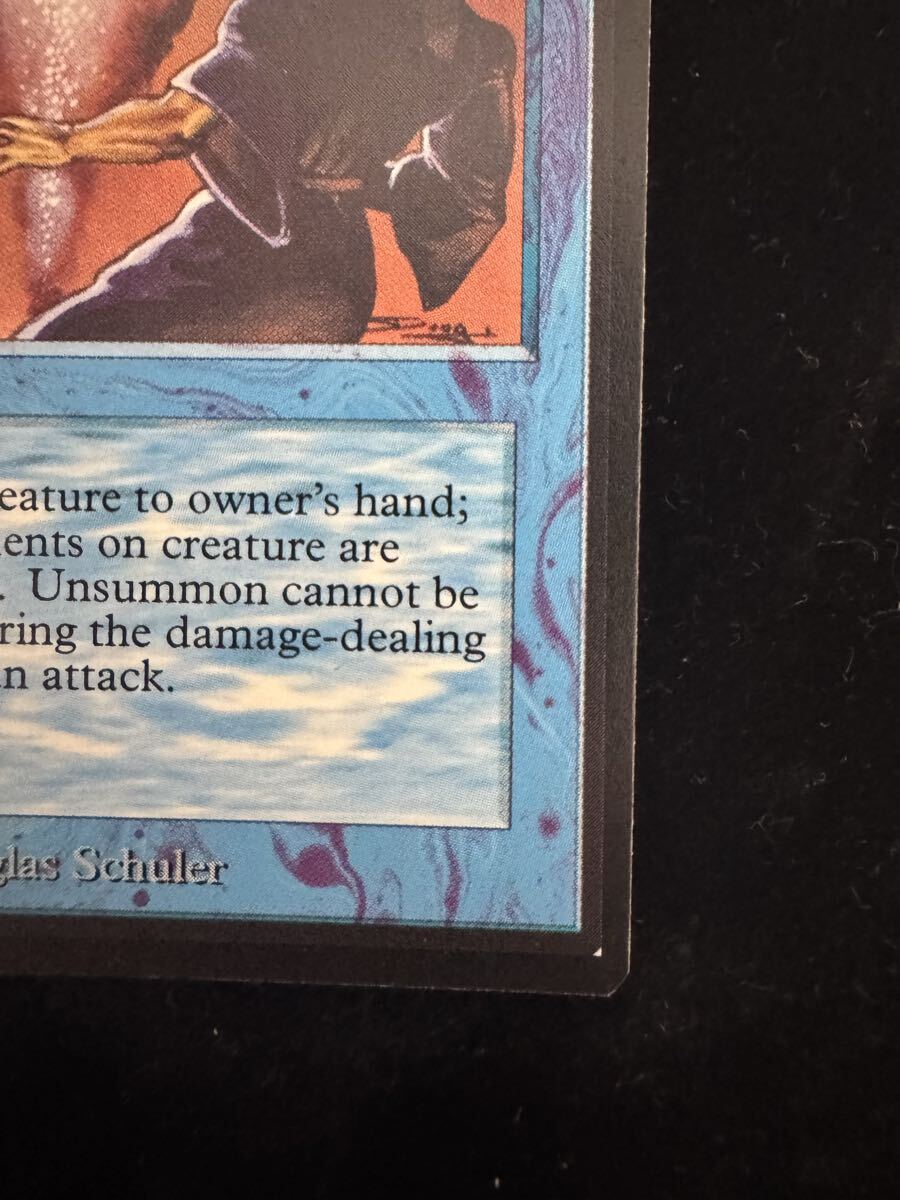 eature to owner's hand;
ents on creature are
. Unsummon cannot be
ring the damage-dealing
n attack.
glas Schuler